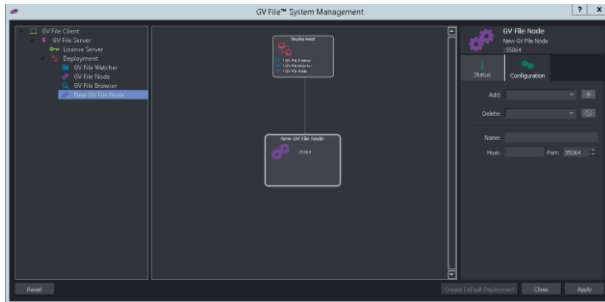 GV File™ System Management
? x
GV File Client
GV File Server
License Server
Deployment
GV File Watcher
GV File Node
GV File Browser
New GV File Node
Deployment
New GV File Node
:35064
GV File Node
New GV File Node
:35064
Status
Configuration
Add:
Delete:
Name:
Host:
Port: 35064
Reset
Create Default Deployment
Close
Apply